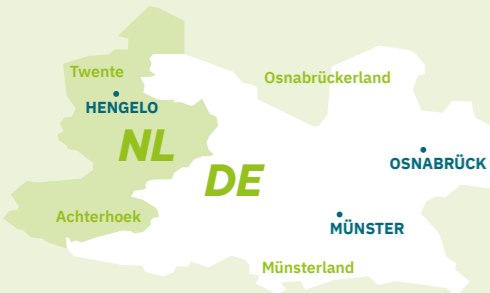 Twente
Osnabrückerland
HENGELO
NL
OSNABRÜCK
DE
Achterhoek
MÜNSTER
Münsterland